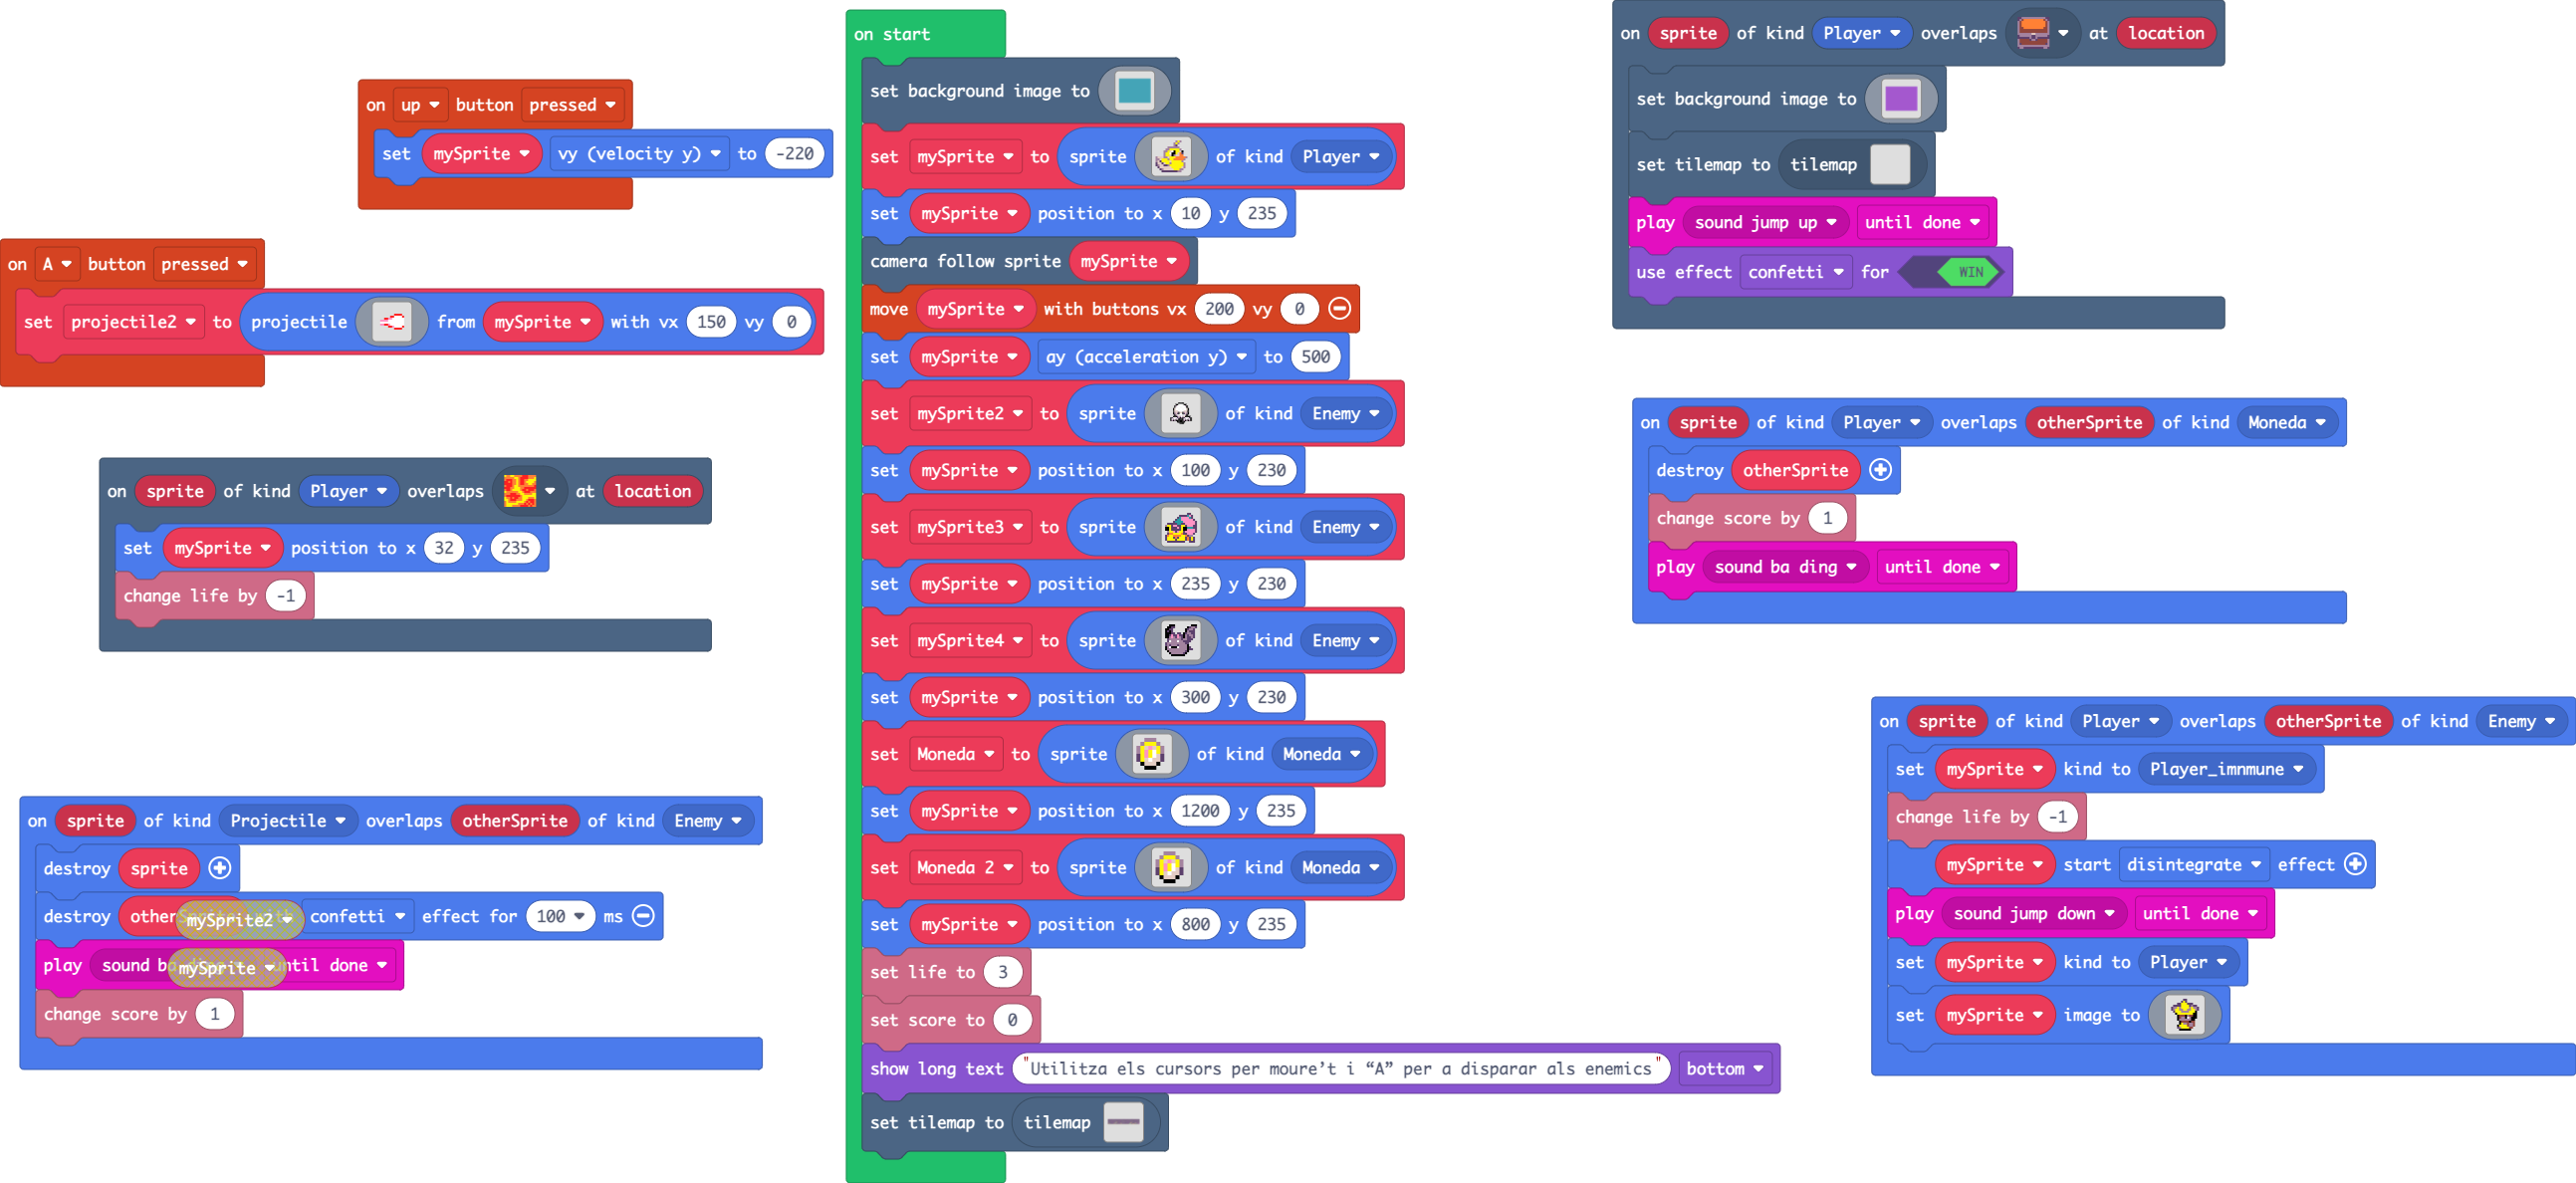 on up button pressed
set mySprite vy (velocity y) to -220
on A button pressed
set projectile2 to projectile from mySprite with vx 150 vy 0
on sprite of kind Player overlaps at location
set mySprite position to x 32 y 235
change life by -1
on sprite of kind Projectile overlaps otherSprite of kind Enemy
destroy sprite
destroy other mySprite2 confetti effect for 100 ms
play sound b mySprite until done
change score by 1
on start
set background image to
set mySprite to sprite of kind Player
set mySprite position to x 10 y 235
camera follow sprite mySprite
move mySprite with buttons vx 200 vy 0
set mySprite ay (acceleration y) to 500
set mySprite2 to sprite of kind Enemy
set mySprite position to x 100 y 230
set mySprite3 to sprite of kind Enemy
set mySprite position to x 235 y 230
set mySprite4 to sprite of kind Enemy
set mySprite position to x 300 y 230
set Moneda to sprite of kind Moneda
set mySprite position to x 1200 y 235
set Moneda 2 to sprite of kind Moneda
set mySprite position to x 800 y 235
set life to 3
set score to 0
show long text "Utilitza els cursors per moure’t i “A” per a disparar als enemics" bottom
set tilemap to tilemap
on sprite of kind Player overlaps at location
set background image to
set tilemap to tilemap
play sound jump up until done
use effect confetti for WIN
on sprite of kind Player overlaps otherSprite of kind Moneda
destroy otherSprite
change score by 1
play sound ba ding until done
on sprite of kind Player overlaps otherSprite of kind Enemy
set mySprite kind to Player_imnmune
change life by -1
mySprite start disintegrate effect
play sound jump down until done
set mySprite kind to Player
set mySprite image to